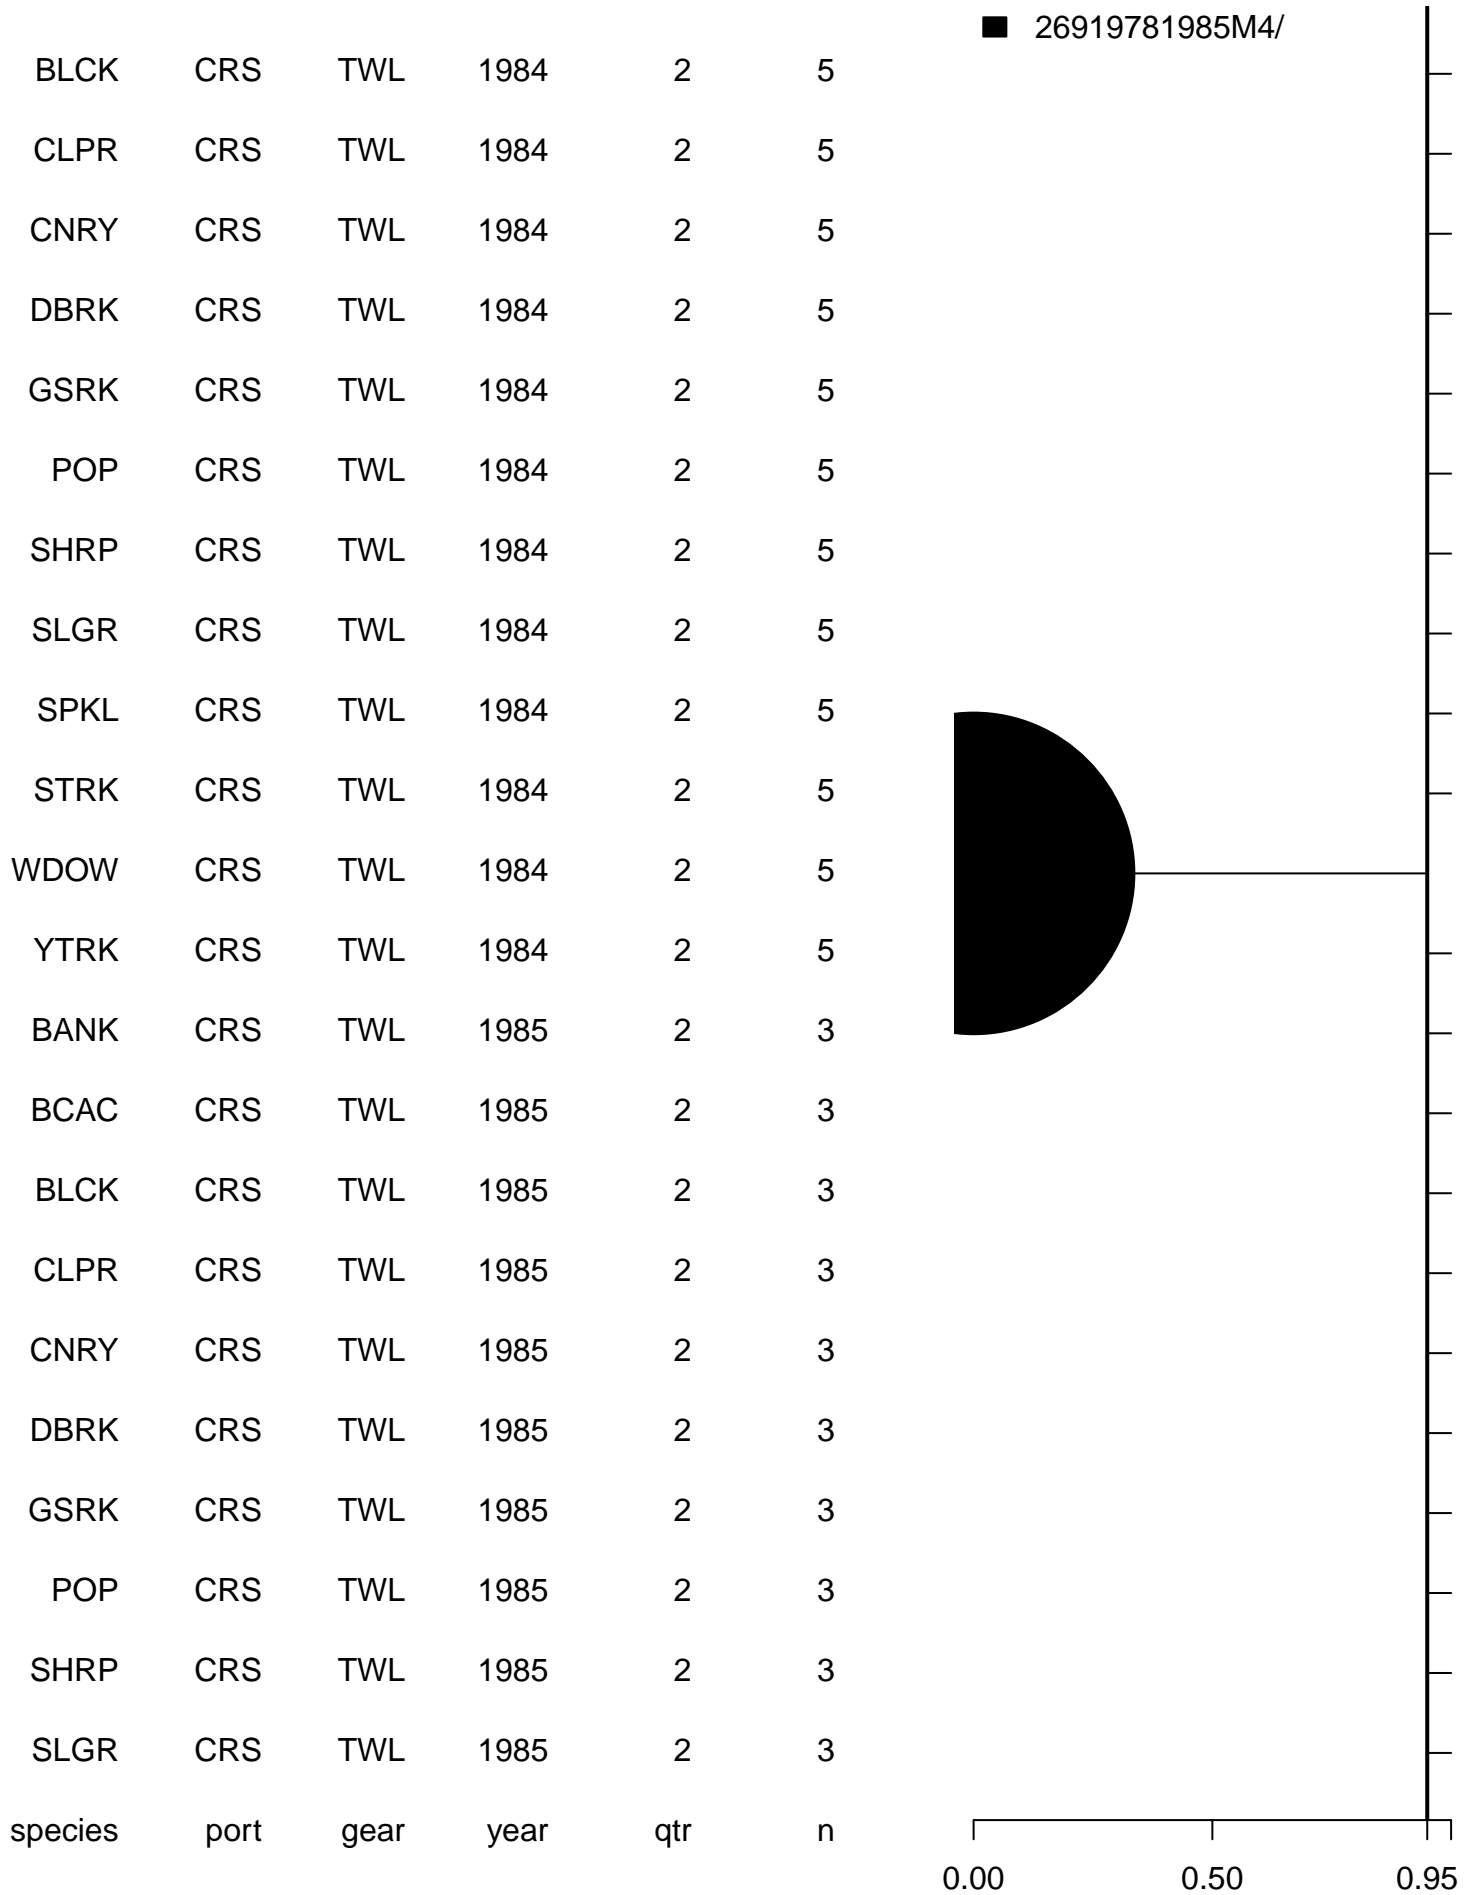 26919781985M4/
BLCK CRS TWL 1984 2 5
CLPR CRS TWL 1984 2 5
CNRY CRS TWL 1984 2 5
DBRK CRS TWL 1984 2 5
GSRK CRS TWL 1984 2 5
POP CRS TWL 1984 2 5
SHRP CRS TWL 1984 2 5
SLGR CRS TWL 1984 2 5
SPKL CRS TWL 1984 2 5
STRK CRS TWL 1984 2 5
WDOW CRS TWL 1984 2 5
YTRK CRS TWL 1984 2 5
BANK CRS TWL 1985 2 3
BCAC CRS TWL 1985 2 3
BLCK CRS TWL 1985 2 3
CLPR CRS TWL 1985 2 3
CNRY CRS TWL 1985 2 3
DBRK CRS TWL 1985 2 3
GSRK CRS TWL 1985 2 3
POP CRS TWL 1985 2 3
SHRP CRS TWL 1985 2 3
SLGR CRS TWL 1985 2 3
species port gear year qtr n
0.00 0.50 0.95